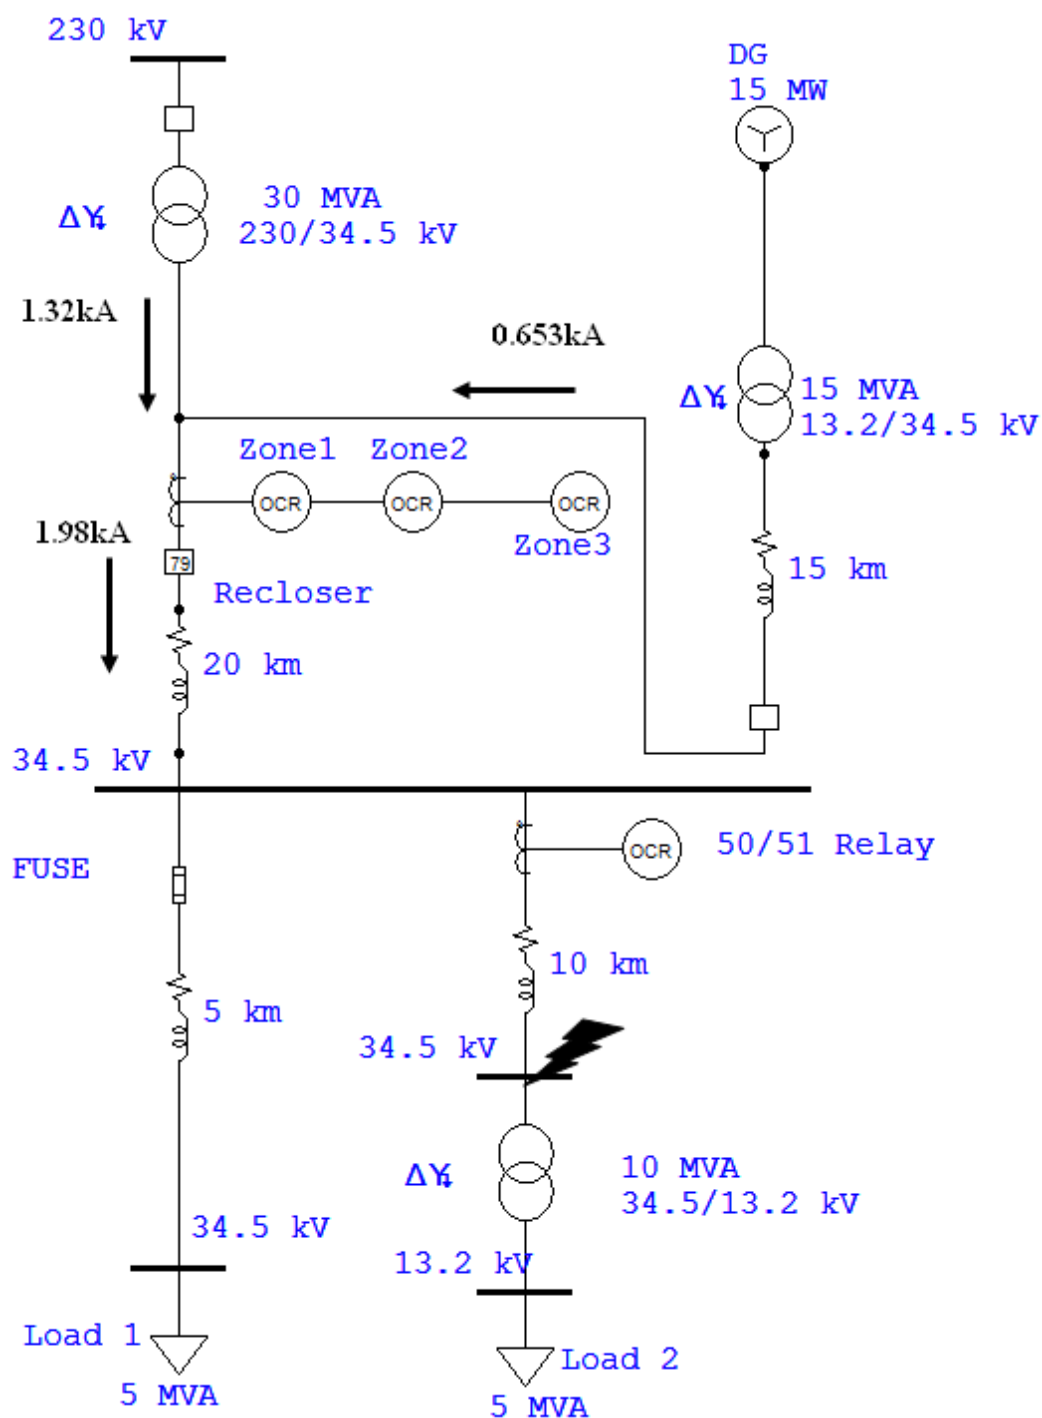 230 kV
DG
15 MW
30 MVA
230/34.5 kV
ΔY
1.32kA
0.653kA
ΔY
15 MVA
13.2/34.5 kV
Zone1
Zone2
OCR
OCR
OCR
Zone3
1.98kA
79
Recloser
15 km
20 km
34.5 kV
FUSE
OCR
50/51 Relay
10 km
5 km
34.5 kV
ΔY
10 MVA
34.5/13.2 kV
34.5 kV
13.2 kV
Load 1
5 MVA
Load 2
5 MVA